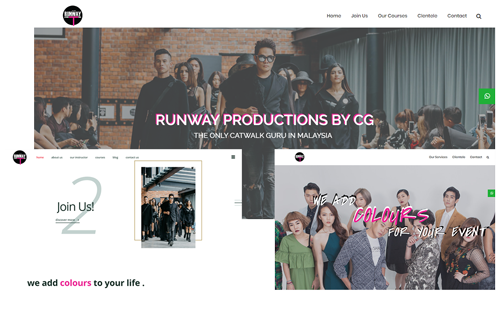 RUNWAY
Home Join Us Our Courses Clientele Contact
RUNWAY PRODUCTIONS BY CG
THE ONLY CATWALK GURU IN MALAYSIA
RUNWAY
home about us our instructor careers blog contact us
2
Join Us!
Our Services Clientele Contact
WE ADD
COLOURS
FOR YOUR EVENT
we add colours to your life .